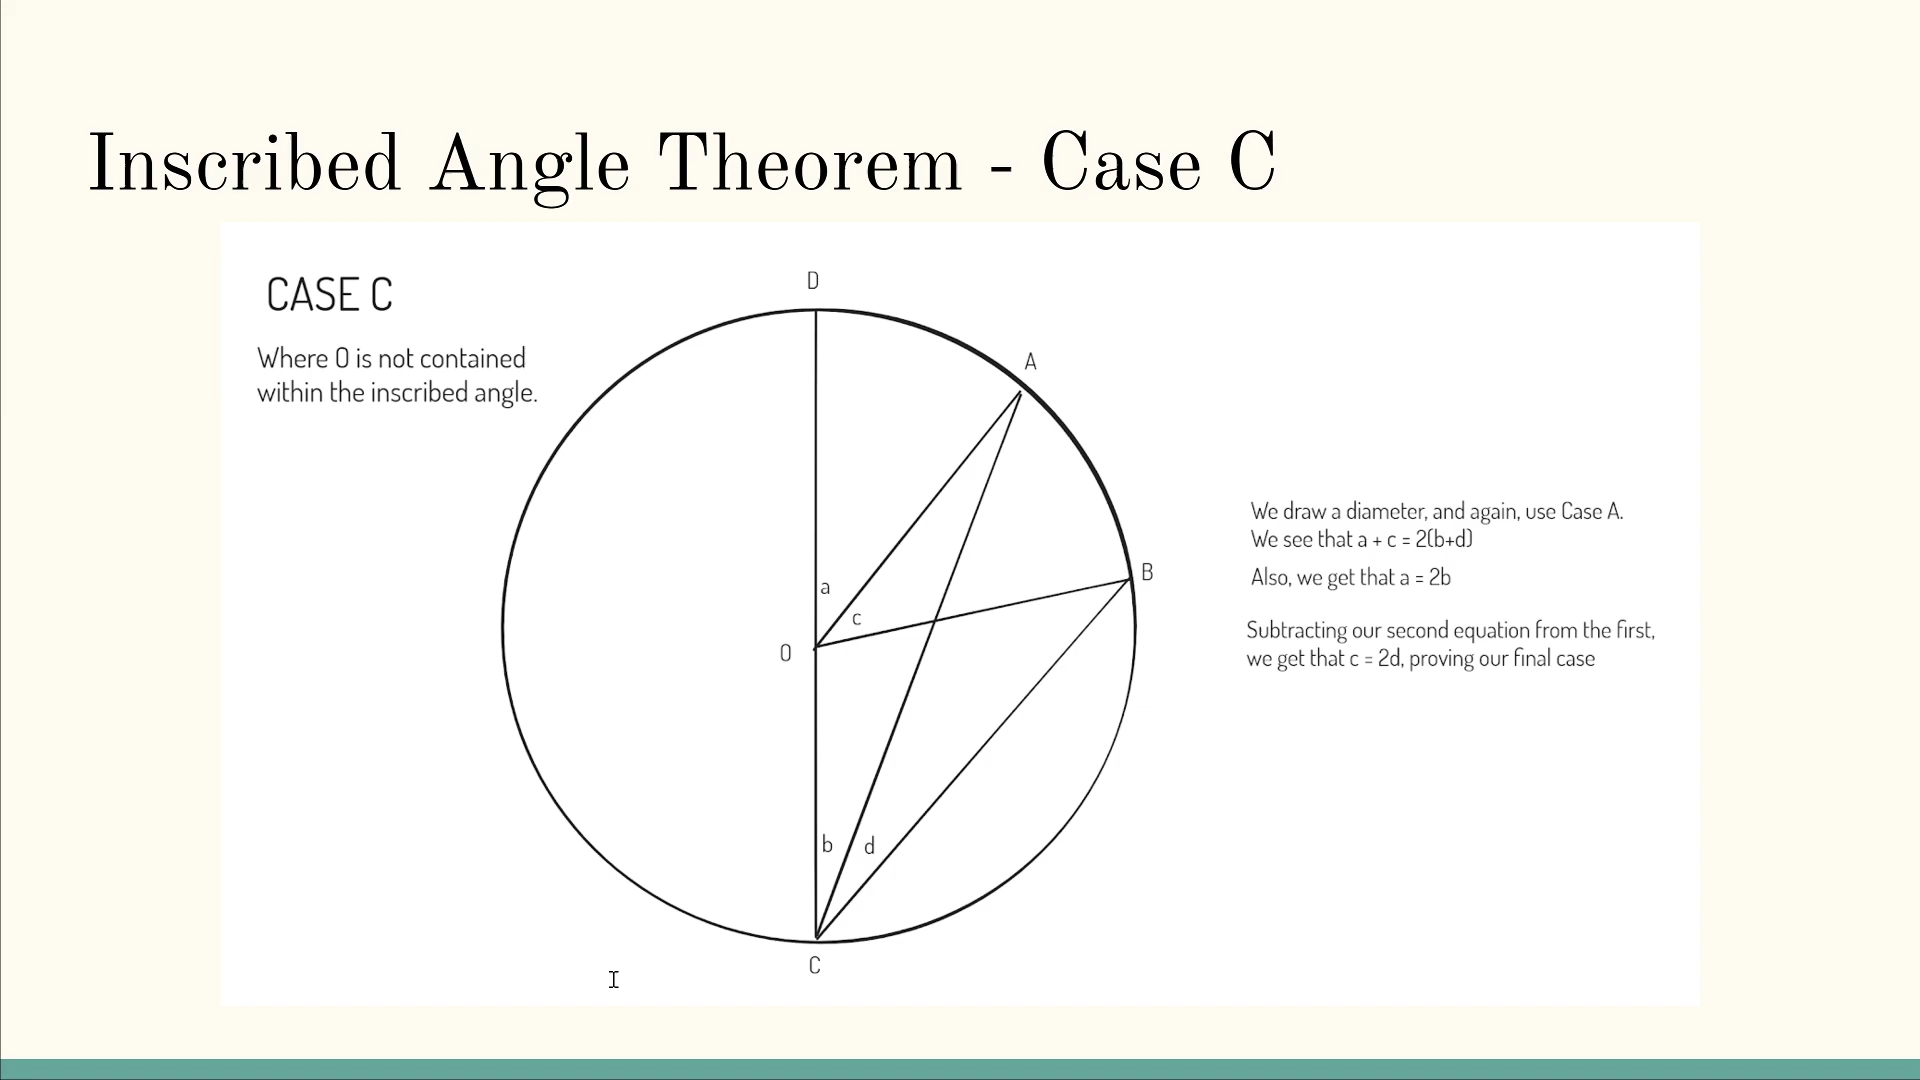 Inscribed Angle Theorem - Case C
CASE C
Where O is not contained
within the inscribed angle.
D
A
B
a
c
O
b
d
C
We draw a diameter, and again, use Case A.
We see that a + c = 2(b+d)
Also, we get that a = 2b
Subtracting our second equation from the first,
we get that c = 2d, proving our final case